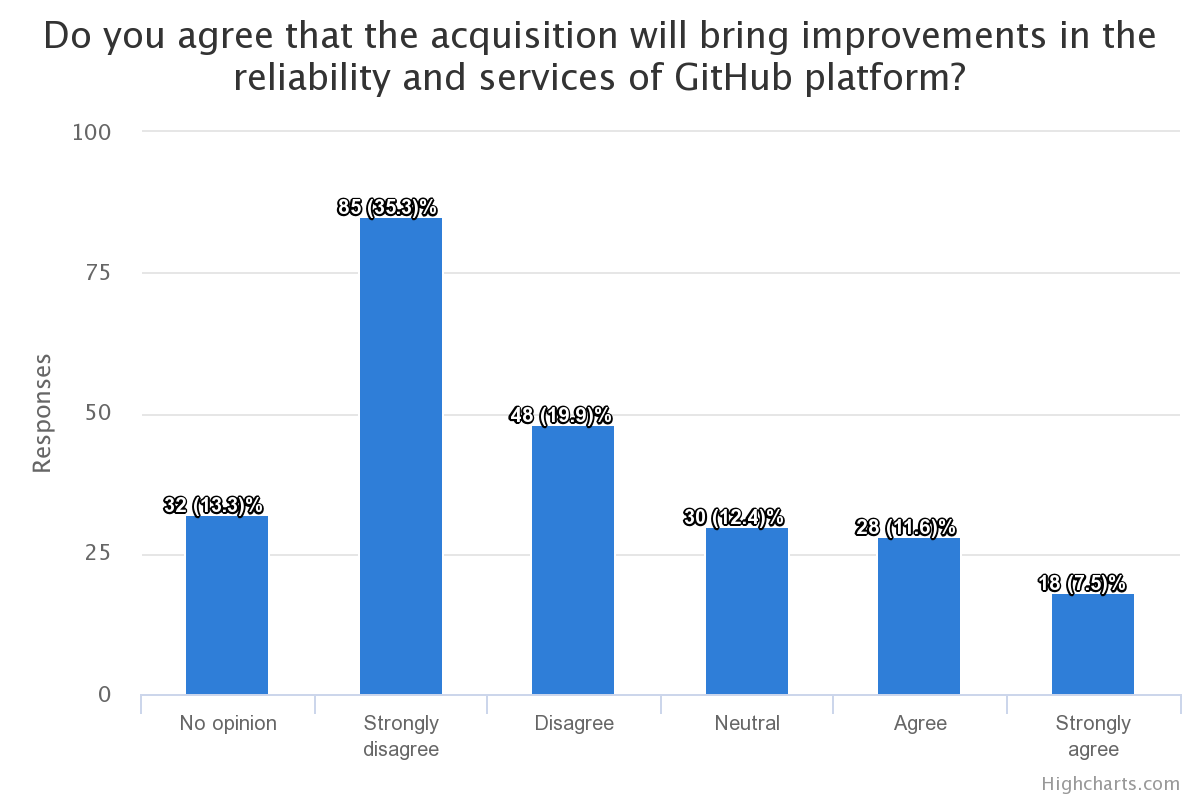 Do you agree that the acquisition will bring improvements in the
reliability and services of GitHub platform?
100
75
50
25
0
Responses
85 (35.3)%
48 (19.9)%
32 (13.3)%
30 (12.4)%
28 (11.6)%
18 (7.5)%
No opinion
Strongly
disagree
Disagree
Neutral
Agree
Strongly
agree
Highcharts.com